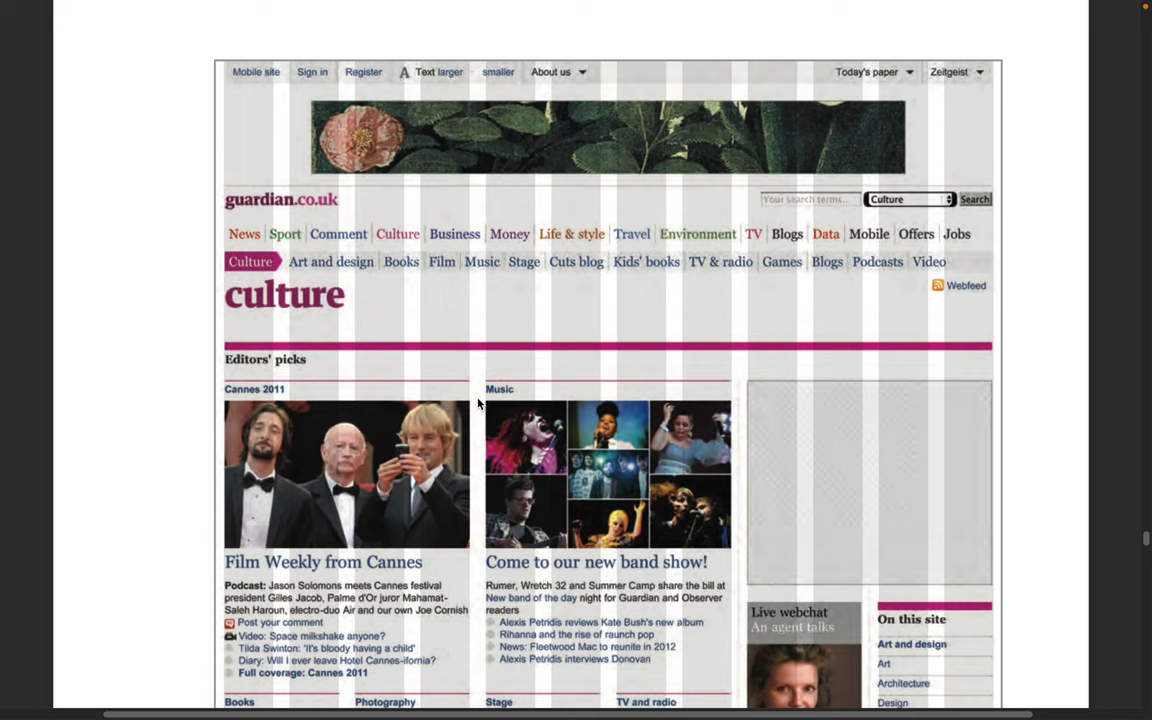 Mobile site Sign in Register A Text larger smaller About us Today's paper Zeitgeist
guardian.co.uk Your search terms... Culture Search
News Sport Comment Culture Business Money Life & style Travel Environment TV Blogs Data Mobile Offers Jobs
Culture Art and design Books Film Music Stage Cuts blog Kids' books TV & radio Games Blogs Podcasts Video
culture
Webfeed
Editors' picks
Cannes 2011
Film Weekly from Cannes
Podcast: Jason Solomons meets Cannes festival
president Gilles Jacob, Palme d'Or juror Mahamat-
Saleh Haroun, electro-duo Air and our own Joe Cornish
Post your comment
Video: Space milkshake anyone?
Tilda Swinton: 'It's bloody having a child'
Diary: Will I ever leave Hotel Cannes-ifornia?
Full coverage: Cannes 2011
Music
Come to our new band show!
Rumer, Wretch 32 and Summer Camp share the bill at
New band of the day night for Guardian and Observer
readers
Alexis Petridis reviews Kate Bush's new album
Rihanna and the rise of raunch pop
News: Fleetwood Mac to reunite in 2012
Alexis Petridis interviews Donovan
Live webchat
An agent talks
On this site
Art and design
Art
Architecture
Design
Books Photography Stage TV and radio